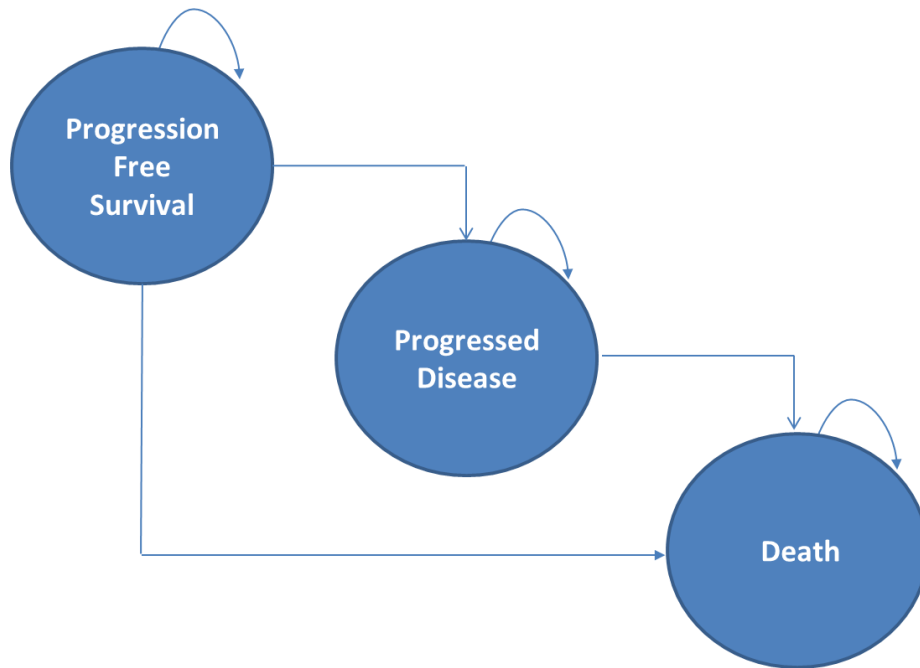 Progression
Free
Survival
Progressed
Disease
Death